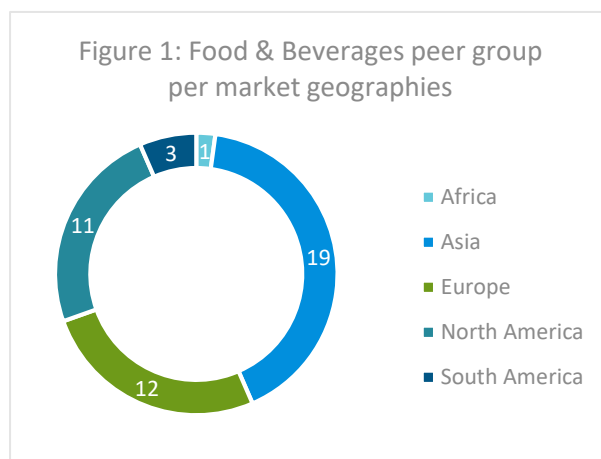 Figure 1: Food & Beverages peer group
per market geographies
3
1
11
19
12
Africa
Asia
Europe
North America
South America